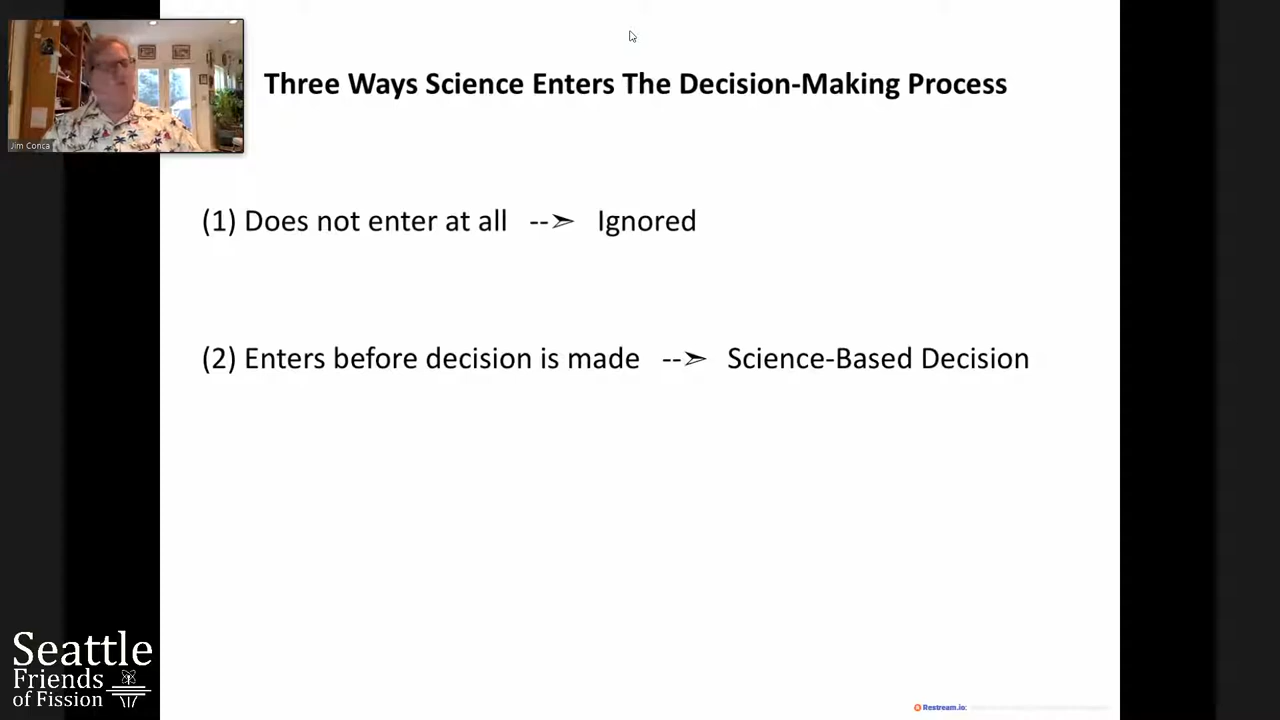 Three Ways Science Enters The Decision-Making Process
Jim Conca
(1) Does not enter at all --➢ Ignored
(2) Enters before decision is made --➢ Science-Based Decision
Seattle
Friends
of Fission
Restream.io: